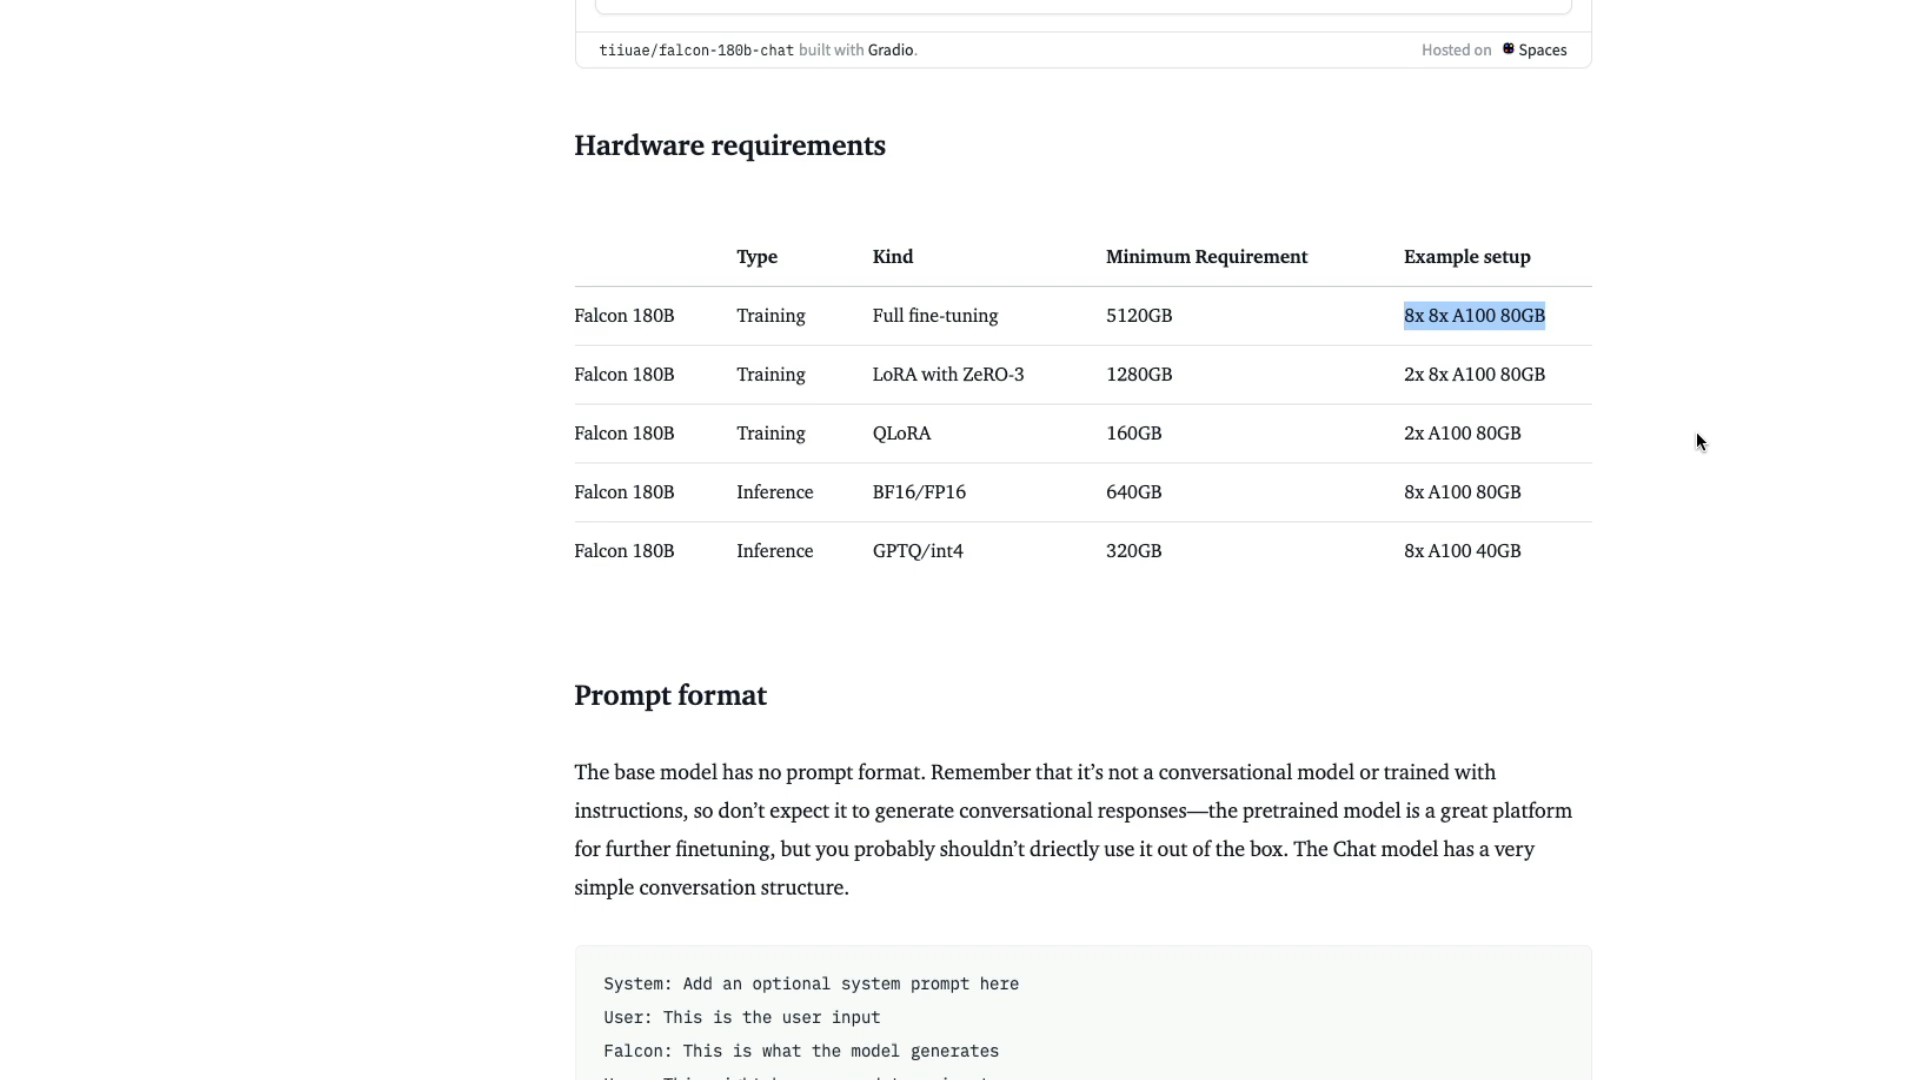 tiiuae/falcon-180b-chat built with Gradio. Hosted on Spaces
Hardware requirements
Type Kind Minimum Requirement Example setup
Falcon 180B Training Full fine-tuning 5120GB 8x 8x A100 80GB
Falcon 180B Training LoRA with ZeRO-3 1280GB 2x 8x A100 80GB
Falcon 180B Training QLoRA 160GB 2x A100 80GB
Falcon 180B Inference BF16/FP16 640GB 8x A100 80GB
Falcon 180B Inference GPTQ/int4 320GB 8x A100 40GB
Prompt format
The base model has no prompt format. Remember that it’s not a conversational model or trained with
instructions, so don’t expect it to generate conversational responses—the pretrained model is a great platform
for further finetuning, but you probably shouldn’t driectly use it out of the box. The Chat model has a very
simple conversation structure.
System: Add an optional system prompt here
User: This is the user input
Falcon: This is what the model generates